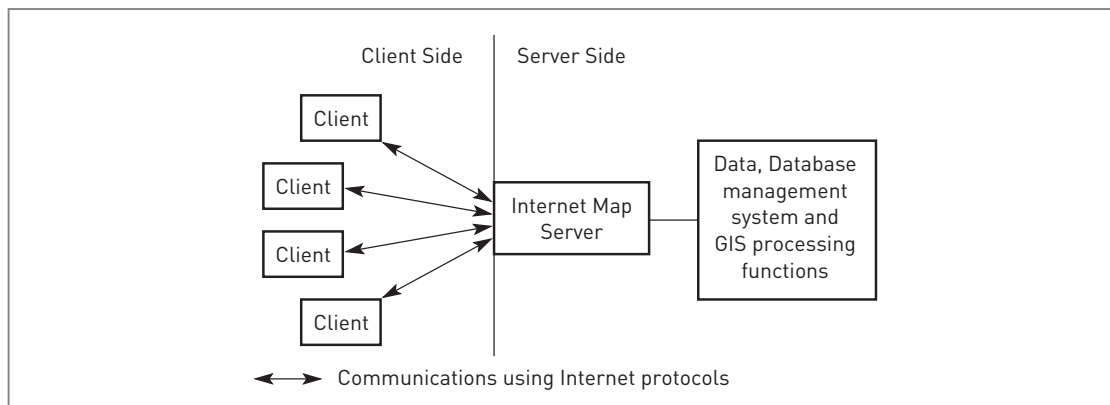 Client Side
Server Side
Client
Client
Client
Client
Internet Map
Server
Data, Database
management
system and
GIS processing
functions
Communications using Internet protocols